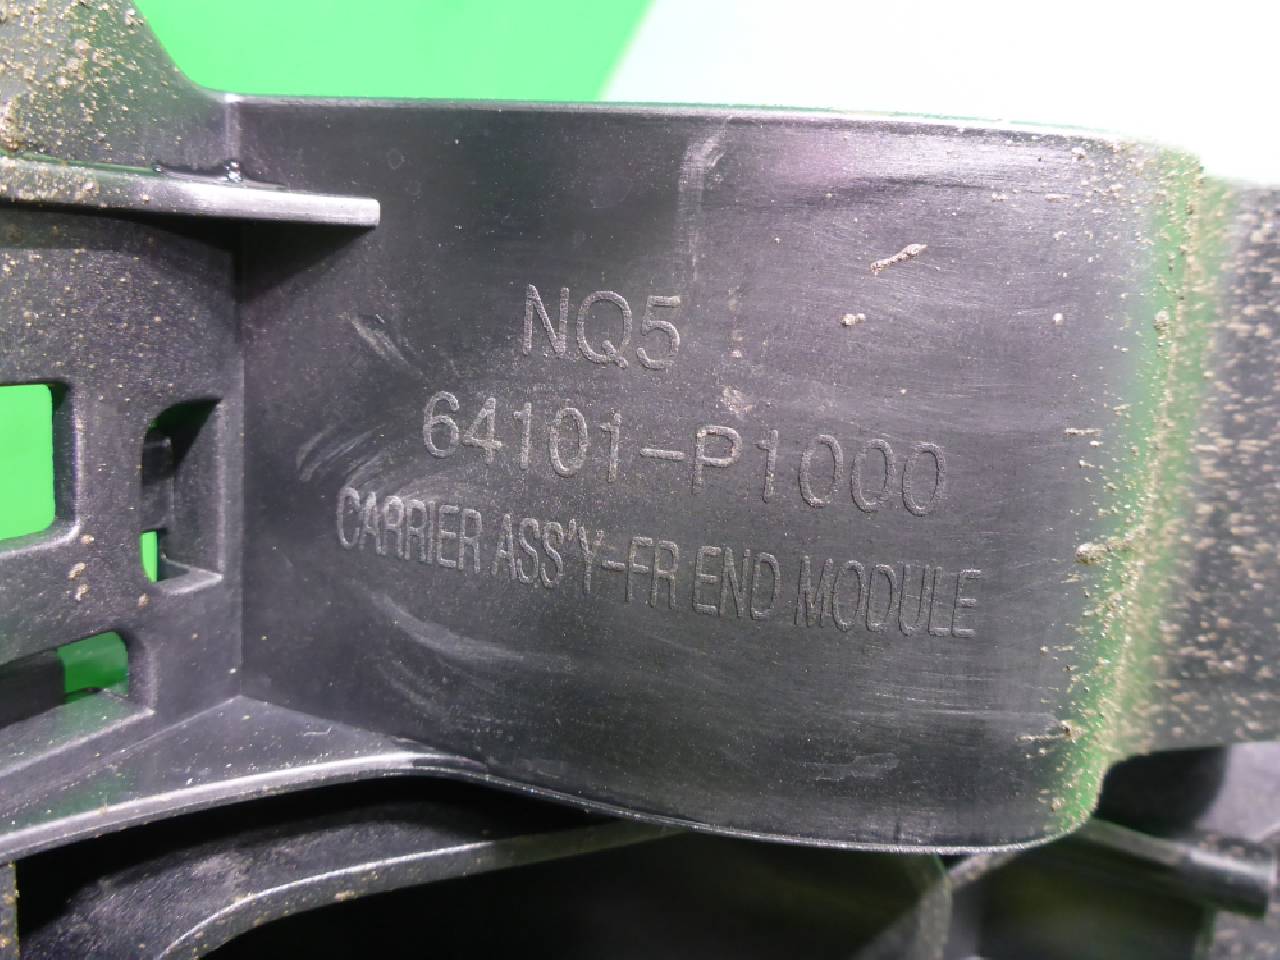 NQ5
64101-P1000
CARRIER ASS'Y-FR END MODULE